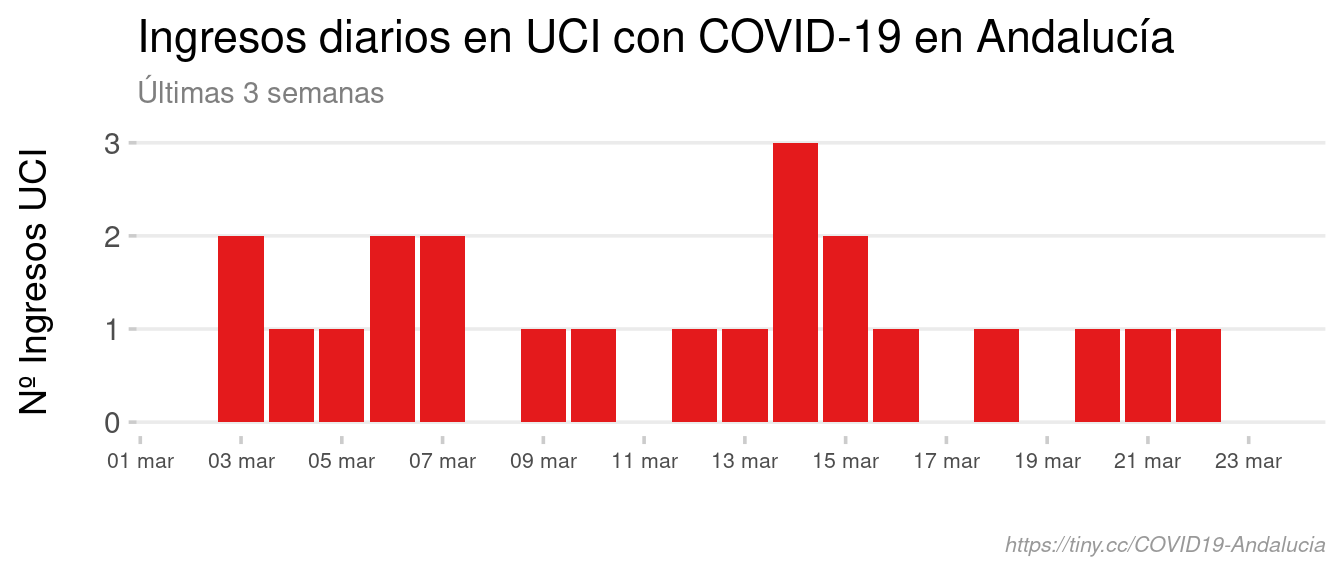 Ingresos diarios en UCI con COVID-19 en Andalucía
Últimas 3 semanas
Nº Ingresos UCI
3
2
1
0
01 mar 03 mar 05 mar 07 mar 09 mar 11 mar 13 mar 15 mar 17 mar 19 mar 21 mar 23 mar
https://tiny.cc/COVID19-Andalucia